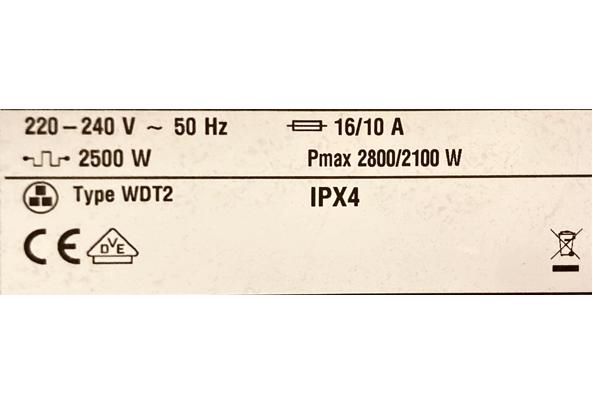 220 – 240 V ~ 50 Hz 16/10 A
2500 W Pmax 2800/2100 W
Type WDT2 IPX4
CE DVE